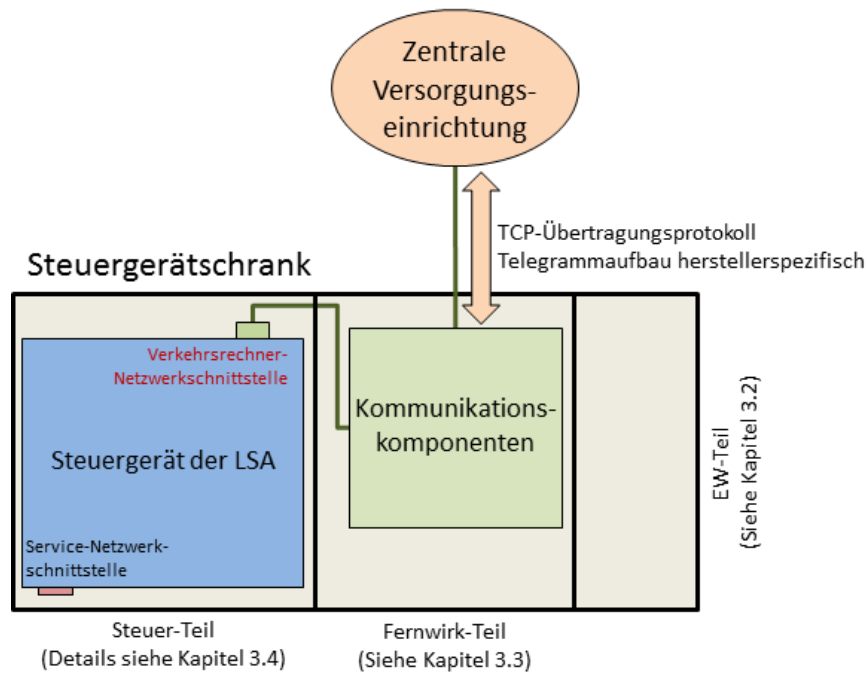 Zentrale
Versorgungs-
einrichtung
TCP-Übertragungsprotokoll
Telegrammaufbau herstellerspezifisch
Steuergerätschrank
Verkehrsrechner-
Netzwerkschnittstelle
Steuergerät der LSA
Service-Netzwerk-
schnittstelle
Kommunikations-
komponenten
EW-Teil
(Siehe Kapitel 3.2)
Steuer-Teil
(Details siehe Kapitel 3.4)
Fernwirk-Teil
(Siehe Kapitel 3.3)